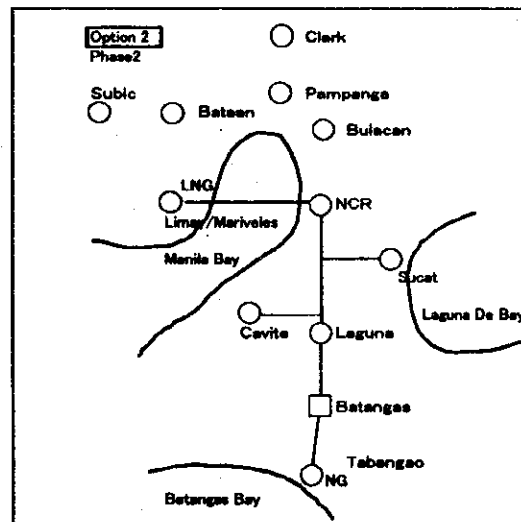 Option 2
Phase2
Clark
Subic
Pampanga
Bataan
Bulacan
LNG
NCR
Limay/Mariveles
Manila Bay
Sucat
Laguna De Bay
Cavite
Laguna
Batangas
Tabangao
NG
Batangas Bay